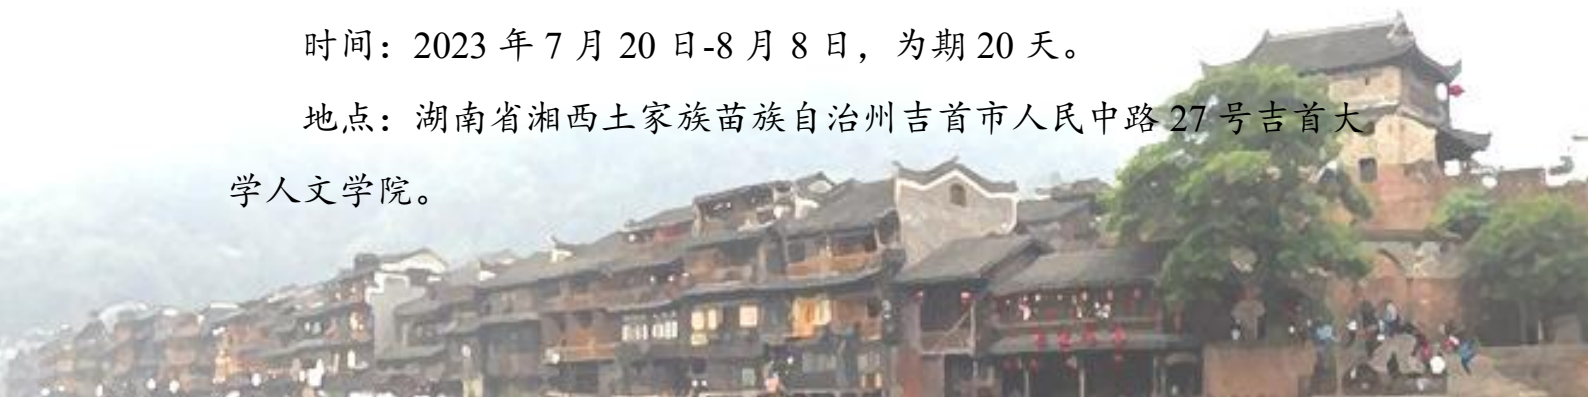 时间：2023 年 7 月 20 日-8 月 8 日，为期 20 天。
地点：湖南省湘西土家族苗族自治州吉首市人民中路 27 号吉首大
学人文学院。